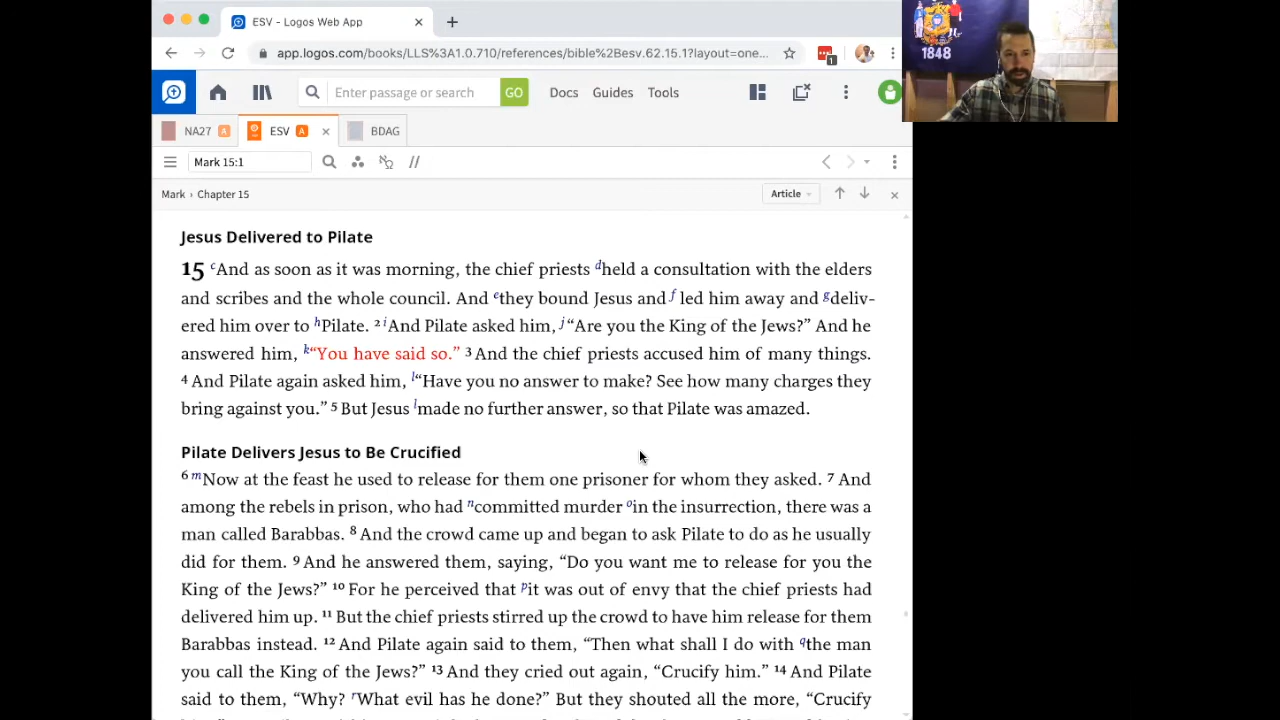 ESV - Logos Web App
app.logos.com/books/LLS%3A1.0.710/references/bible%2Besv.62.15.1?layout=one...
1
1848
Enter passage or search GO Docs Guides Tools
NA27 A ESV A BDAG
Mark 15:1
Mark › Chapter 15 Article
Jesus Delivered to Pilate
15 cAnd as soon as it was morning, the chief priests dheld a consultation with the elders
and scribes and the whole council. And ethey bound Jesus and f led him away and gdeliv-
ered him over to hPilate. 2 iAnd Pilate asked him, j“Are you the King of the Jews?” And he
answered him, k“You have said so.” 3 And the chief priests accused him of many things.
4 And Pilate again asked him, l“Have you no answer to make? See how many charges they
bring against you.” 5 But Jesus lmade no further answer, so that Pilate was amazed.
Pilate Delivers Jesus to Be Crucified
6 mNow at the feast he used to release for them one prisoner for whom they asked. 7 And
among the rebels in prison, who had ncommitted murder oin the insurrection, there was a
man called Barabbas. 8 And the crowd came up and began to ask Pilate to do as he usually
did for them. 9 And he answered them, saying, “Do you want me to release for you the
King of the Jews?” 10 For he perceived that pit was out of envy that the chief priests had
delivered him up. 11 But the chief priests stirred up the crowd to have him release for them
Barabbas instead. 12 And Pilate again said to them, “Then what shall I do with qthe man
you call the King of the Jews?” 13 And they cried out again, “Crucify him.” 14 And Pilate
said to them, “Why? rWhat evil has he done?” But they shouted all the more, “Crucify